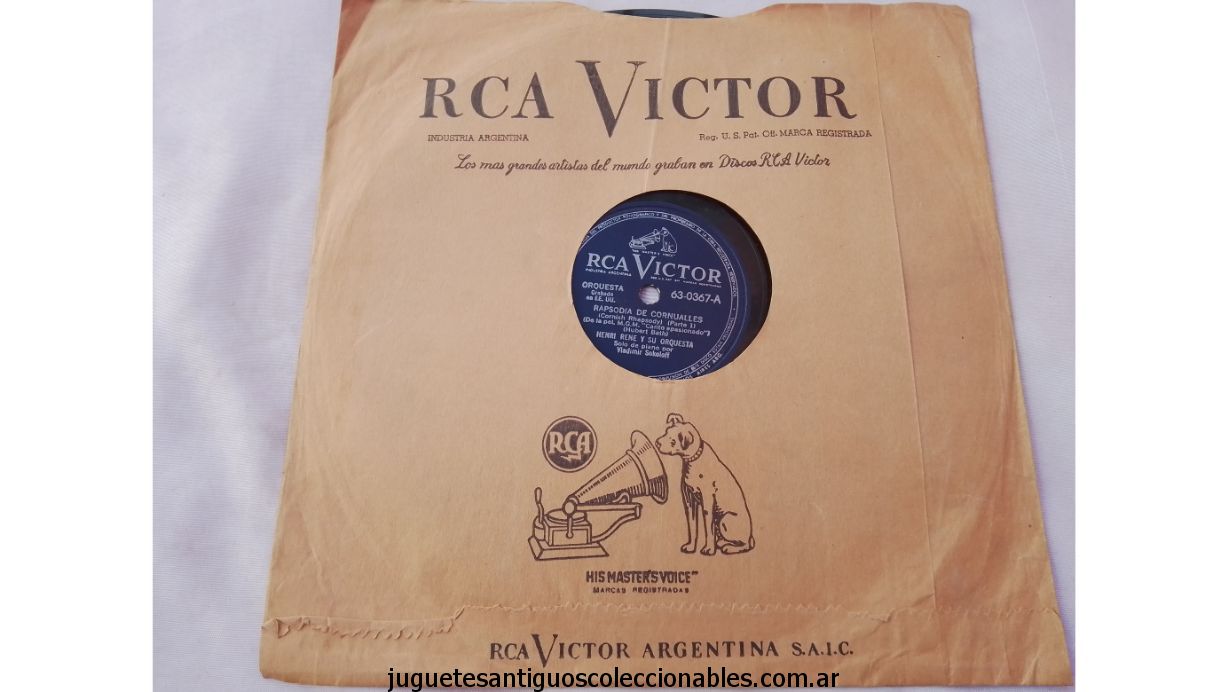 RCA VICTOR
INDUSTRIA ARGENTINA
Reg. U. S. Pat. Off. MARCA REGISTRADA
Los mas grandes artistas del mundo graban en Discos RCA Victor
"HIS MASTER'S VOICE"
RCA VICTOR
INDUSTRIA ARGENTINA
ORQUESTA
Grabado
en EE. UU.
63-0367-A
RAPSODIA DE CORNUALLES
(Cornish Rhapsody) (Parte 1)
(De la pel. M.G.M. "Canto apasionado")
(Hubert Bath)
HENRI RENE Y SU ORQUESTA
Solo de piano por
Vladimir Sokoloff
RCA
HIS MASTER'S VOICE"
MARCAS REGISTRADAS
RCA VICTOR ARGENTINA S.A.I.C.
juguetesantiguoscoleccionables.com.ar